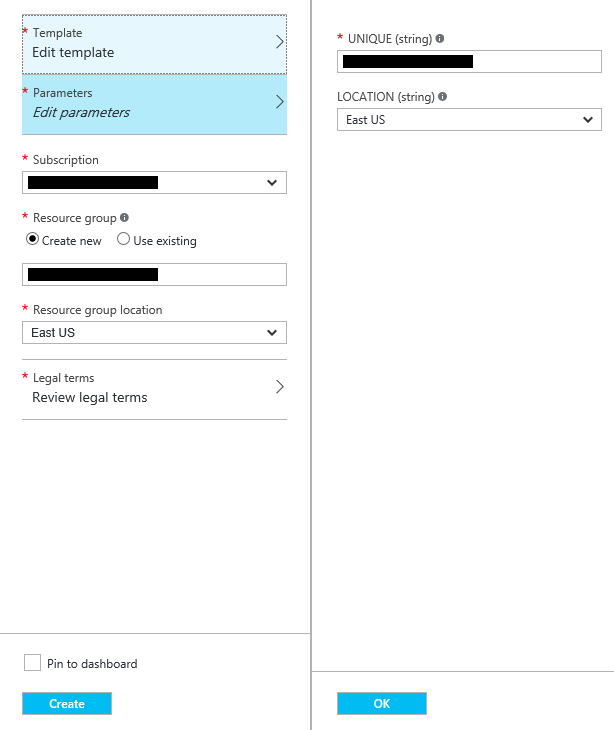 * Template
Edit template
* Parameters
Edit parameters
* Subscription
* Resource group
Create new
Use existing
* Resource group location
East US
* Legal terms
Review legal terms
Pin to dashboard
Create
* UNIQUE (string)
LOCATION (string)
East US
OK